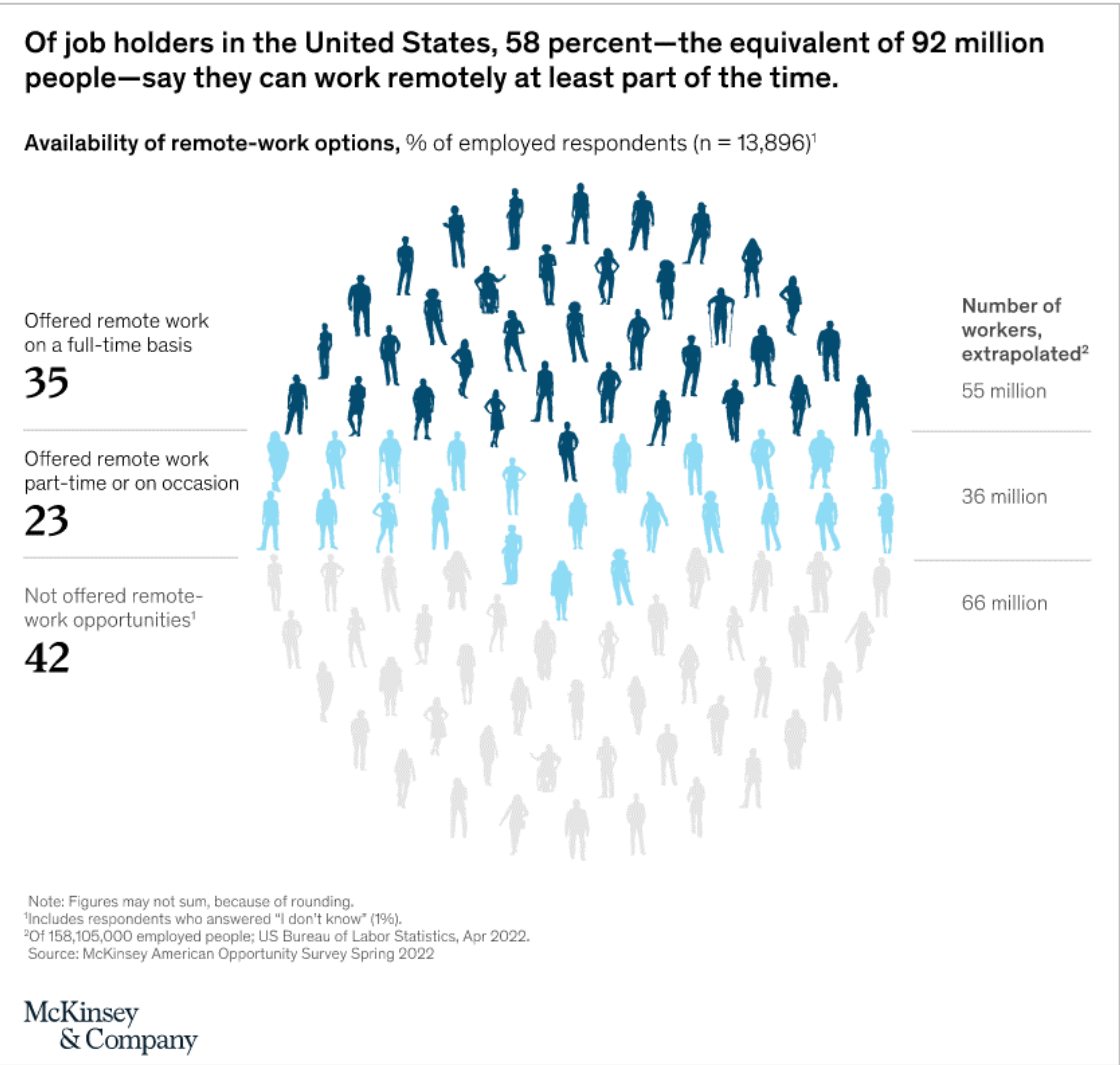 Of job holders in the United States, 58 percent—the equivalent of 92 million
people—say they can work remotely at least part of the time.
Availability of remote-work options, % of employed respondents (n = 13,896)¹
Offered remote work
on a full-time basis
35
Number of
workers,
extrapolated²
55 million
Offered remote work
part-time or on occasion
23
36 million
Not offered remote-
work opportunities¹
42
66 million
Note: Figures may not sum, because of rounding.
¹Includes respondents who answered “I don’t know” (1%).
²Of 158,105,000 employed people; US Bureau of Labor Statistics, Apr 2022.
Source: McKinsey American Opportunity Survey Spring 2022
McKinsey
& Company